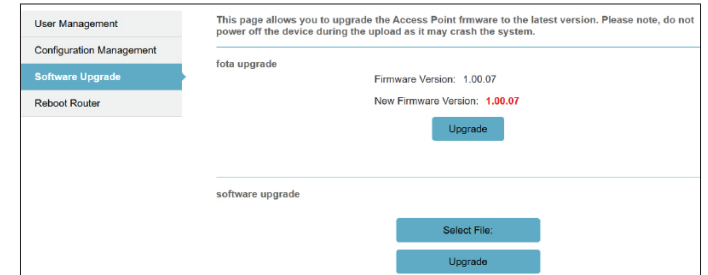 User Management
Configuration Management
Software Upgrade
Reboot Router
This page allows you to upgrade the Access Point frmware to the latest version. Please note, do not
power off the device during the upload as it may crash the system.
fota upgrade
Firmware Version: 1.00.07
New Firmware Version: 1.00.07
Upgrade
software upgrade
Select File:
Upgrade